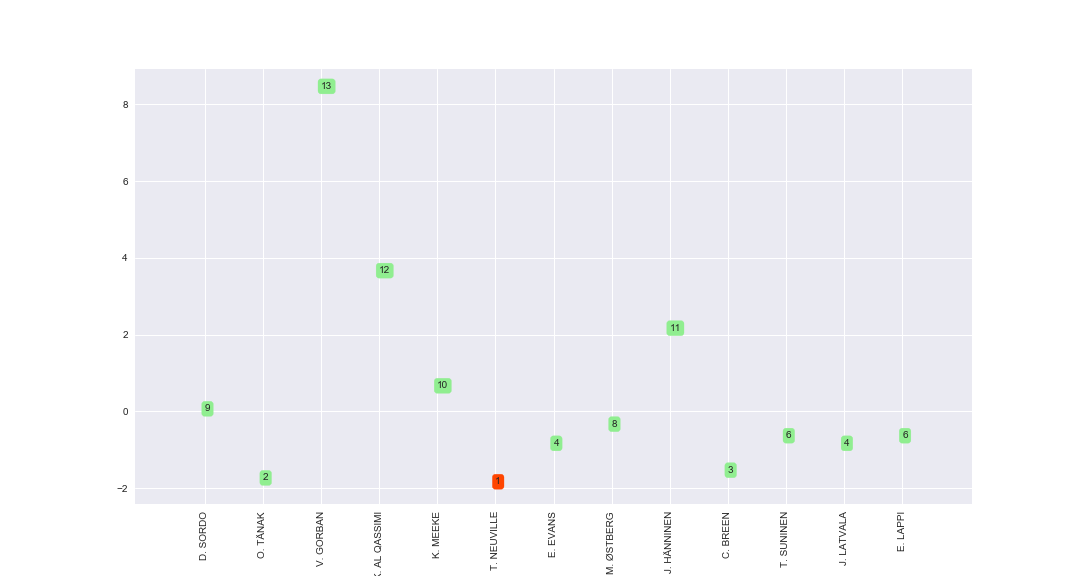 13
8
6
4
12
2
11
10
9
0
8
6
6
4
4
3
2
1
−2
D. SORDO
O. TÄNAK
V. GORBAN
AL QASSIMI
K. MEEKE
T. NEUVILLE
E. EVANS
M. ØSTBERG
J. HÄNNINEN
C. BREEN
T. SUNINEN
J. LATVALA
E. LAPPI